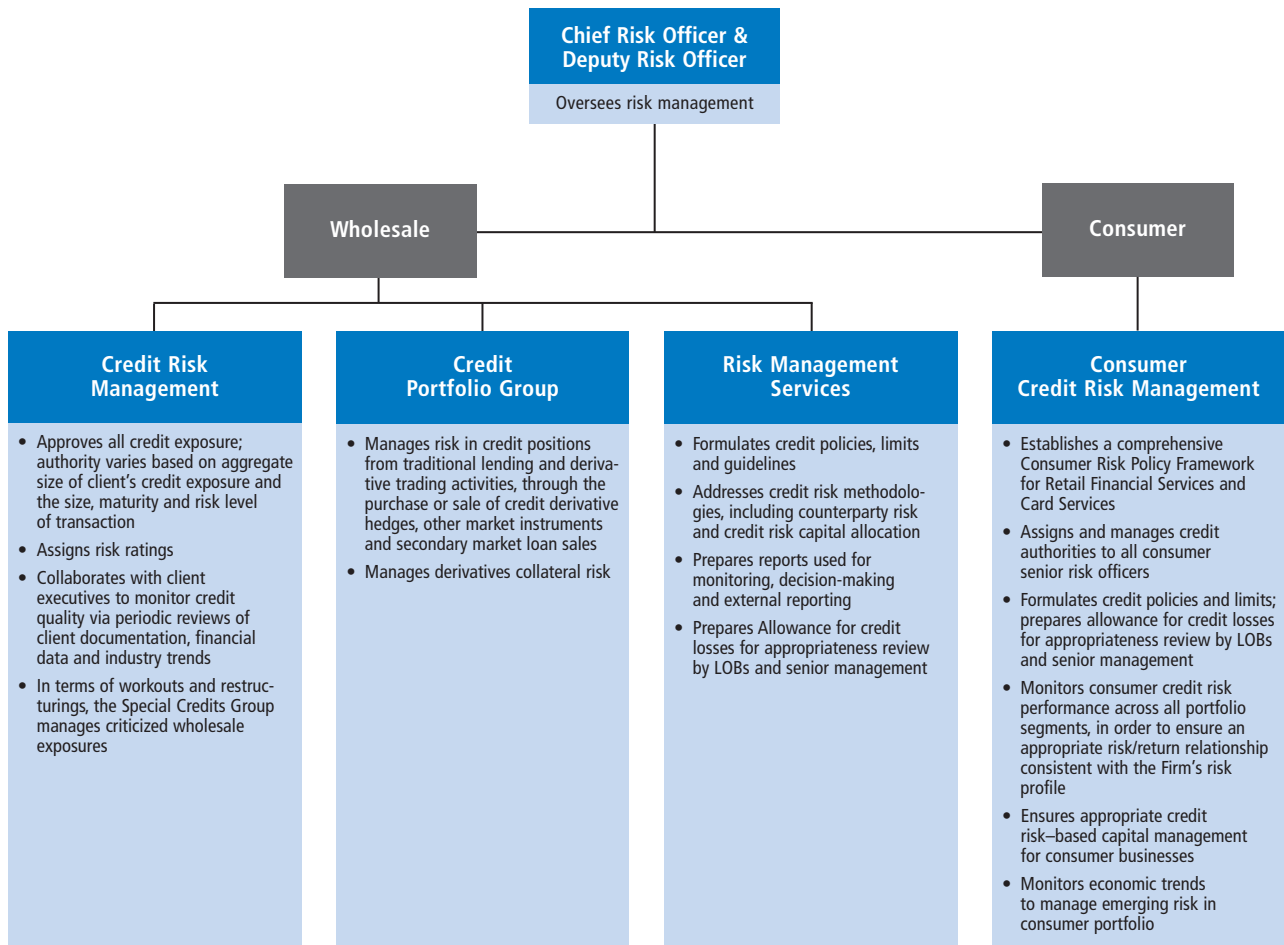 Chief Risk Officer &
Deputy Risk Officer
Oversees risk management
Wholesale
Consumer
Credit Risk
Management
• Approves all credit exposure;
authority varies based on aggregate
size of client's credit exposure and
the size, maturity and risk level
of transaction
• Assigns risk ratings
• Collaborates with client
executives to monitor credit
quality via periodic reviews of
client documentation, financial
data and industry trends
• In terms of workouts and restruc-
turings, the Special Credits Group
manages criticized wholesale
exposures
Credit
Portfolio Group
• Manages risk in credit positions
from traditional lending and deriva-
tive trading activities, through the
purchase or sale of credit derivative
hedges, other market instruments
and secondary market loan sales
• Manages derivatives collateral risk
Risk Management
Services
• Formulates credit policies, limits
and guidelines
• Addresses credit risk methodolo-
gies, including counterparty risk
and credit risk capital allocation
• Prepares reports used for
monitoring, decision-making
and external reporting
• Prepares Allowance for credit
losses for appropriateness review
by LOBs and senior management
Consumer
Credit Risk Management
• Establishes a comprehensive
Consumer Risk Policy Framework
for Retail Financial Services and
Card Services
• Assigns and manages credit
authorities to all consumer
senior risk officers
• Formulates credit policies and limits;
prepares allowance for credit losses
for appropriateness review by LOBs
and senior management
• Monitors consumer credit risk
performance across all portfolio
segments, in order to ensure an
appropriate risk/return relationship
consistent with the Firm's risk
profile
• Ensures appropriate credit
risk–based capital management
for consumer businesses
• Monitors economic trends
to manage emerging risk in
consumer portfolio